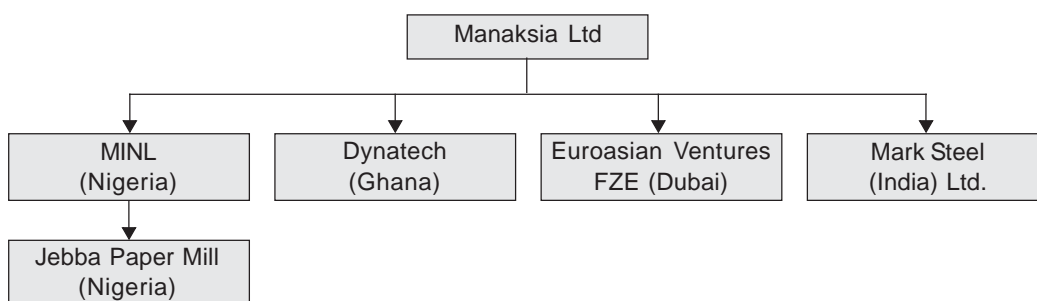 Manaksia Ltd
MINL
(Nigeria)
Dynatech
(Ghana)
Euroasian Ventures
FZE (Dubai)
Mark Steel
(India) Ltd.
Jebba Paper Mill
(Nigeria)